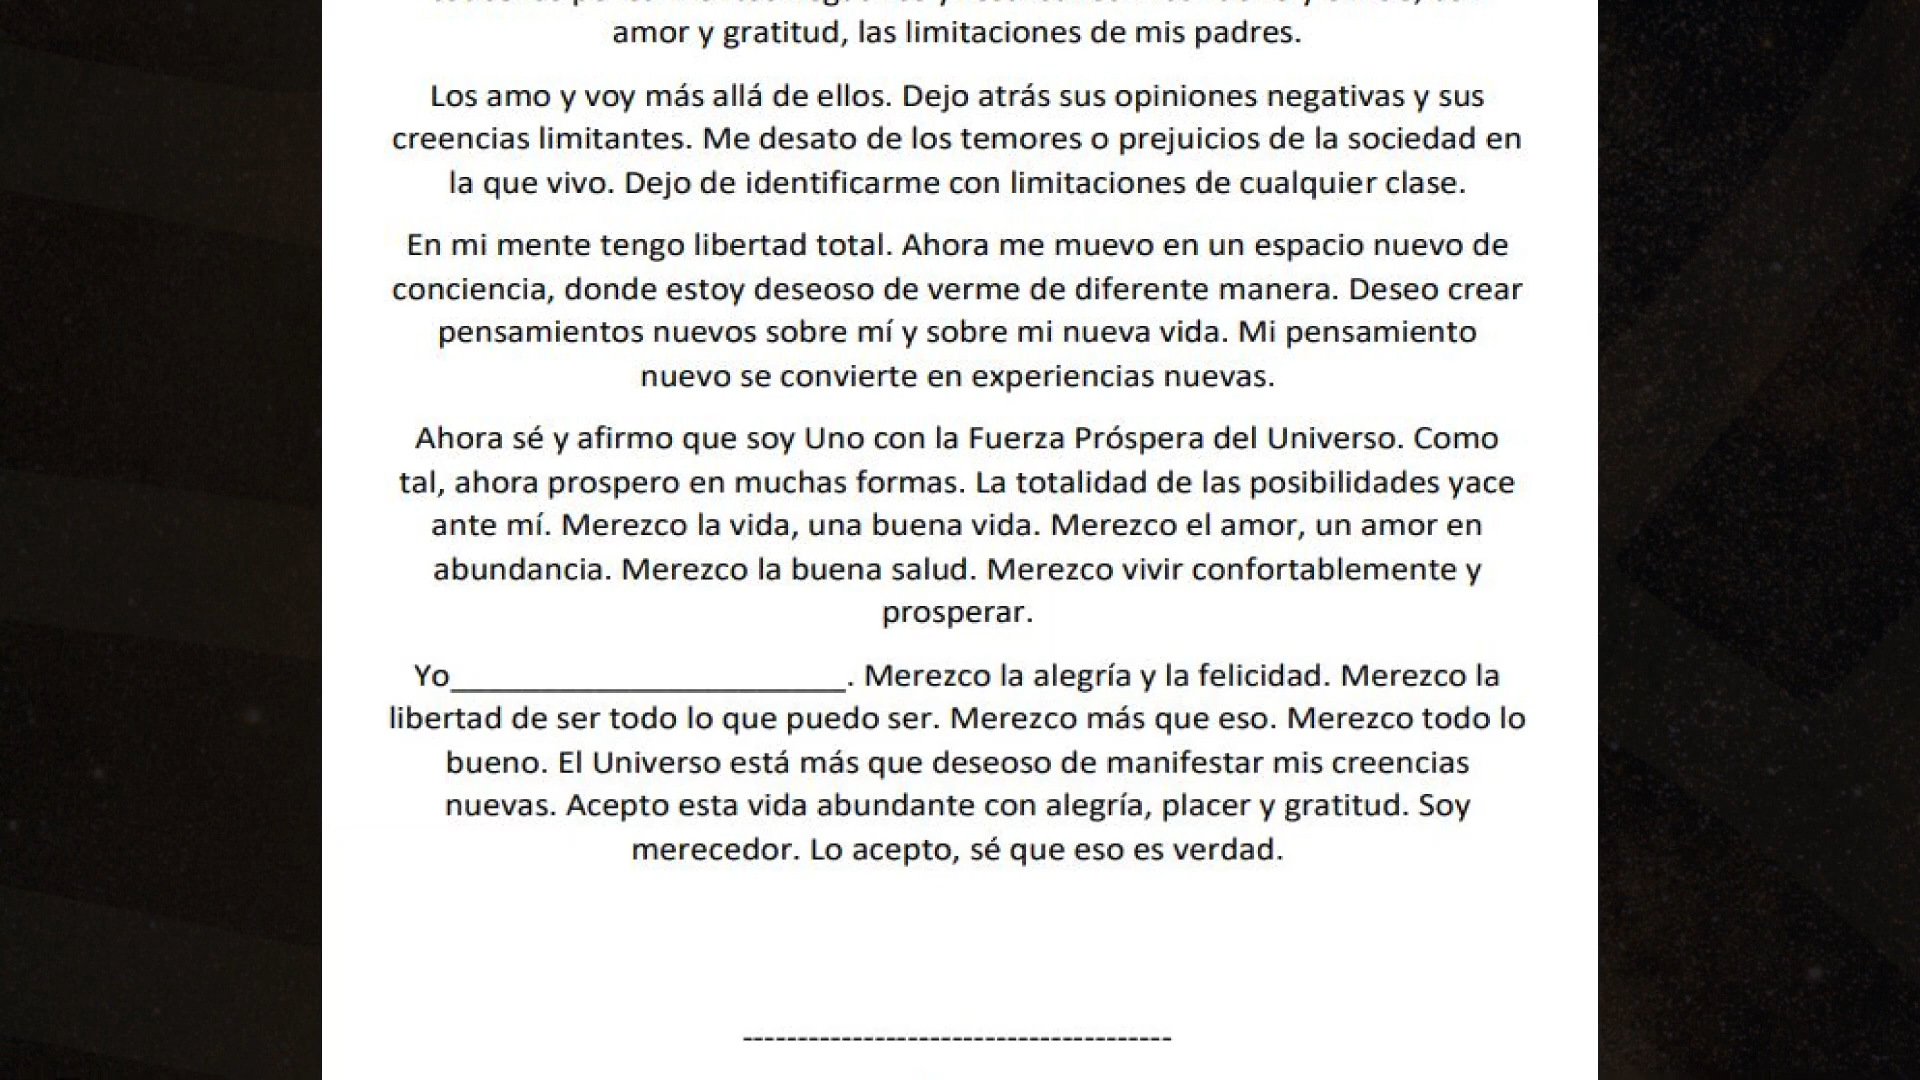 amor y gratitud, las limitaciones de mis padres.
Los amo y voy más allá de ellos. Dejo atrás sus opiniones negativas y sus
creencias limitantes. Me desato de los temores o prejuicios de la sociedad en
la que vivo. Dejo de identificarme con limitaciones de cualquier clase.
En mi mente tengo libertad total. Ahora me muevo en un espacio nuevo de
conciencia, donde estoy deseoso de verme de diferente manera. Deseo crear
pensamientos nuevos sobre mí y sobre mi nueva vida. Mi pensamiento
nuevo se convierte en experiencias nuevas.
Ahora sé y afirmo que soy Uno con la Fuerza Próspera del Universo. Como
tal, ahora prospero en muchas formas. La totalidad de las posibilidades yace
ante mí. Merezco la vida, una buena vida. Merezco el amor, un amor en
abundancia. Merezco la buena salud. Merezco vivir confortablemente y
prosperar.
Yo________________________. Merezco la alegría y la felicidad. Merezco la
libertad de ser todo lo que puedo ser. Merezco más que eso. Merezco todo lo
bueno. El Universo está más que deseoso de manifestar mis creencias
nuevas. Acepto esta vida abundante con alegría, placer y gratitud. Soy
merecedor. Lo acepto, sé que eso es verdad.
---------------------------------------